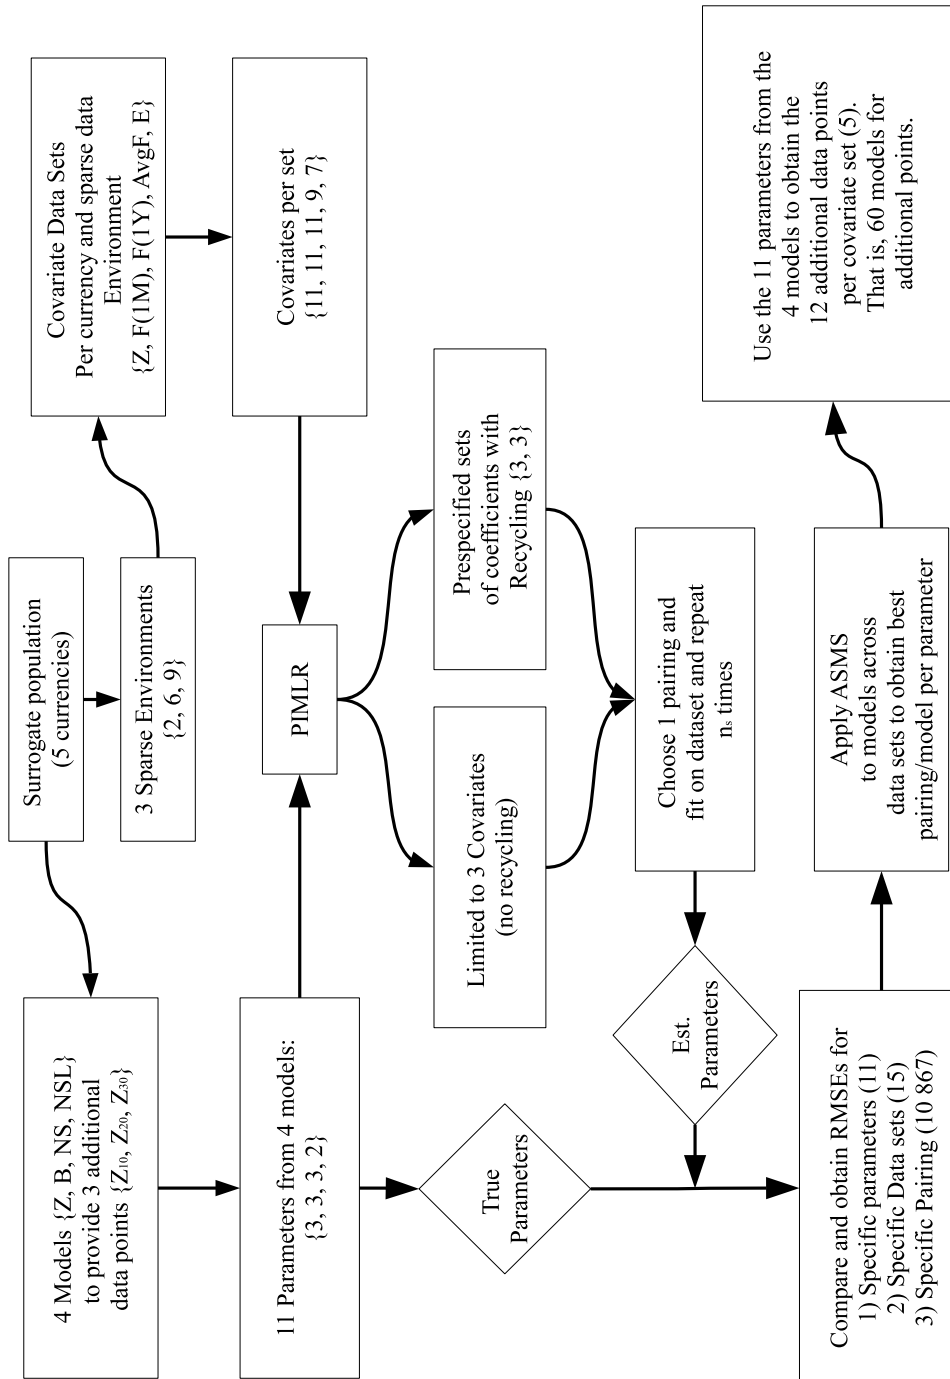 4 Models {Z, B, NS, NSL}
to provide 3 additional
data points {Z10, Z20, Z30}
Surrogate population
(5 currencies)
3 Sparse Environments
{2, 6, 9}
Covariate Data Sets
Per currency and sparse data
Environment
{Z, F(1M), F(1Y), AvgF, E}
11 Parameters from 4 models:
{3, 3, 3, 2}
PIMLR
Covariates per set
{11, 11, 11, 9, 7}
Limited to 3 Covariates
(no recycling)
Prespecified sets
of coefficients with
Recycling {3, 3}
True
Parameters
Est.
Parameters
Choose 1 pairing and
fit on dataset and repeat
ns times
Compare and obtain RMSEs for
1) Specific parameters (11)
2) Specific Data sets (15)
3) Specific Pairing (10 867)
Apply ASMS
to models across
data sets to obtain best
pairing/model per parameter
Use the 11 parameters from the
4 models to obtain the
12 additional data points
per covariate set (5).
That is, 60 models for
additional points.